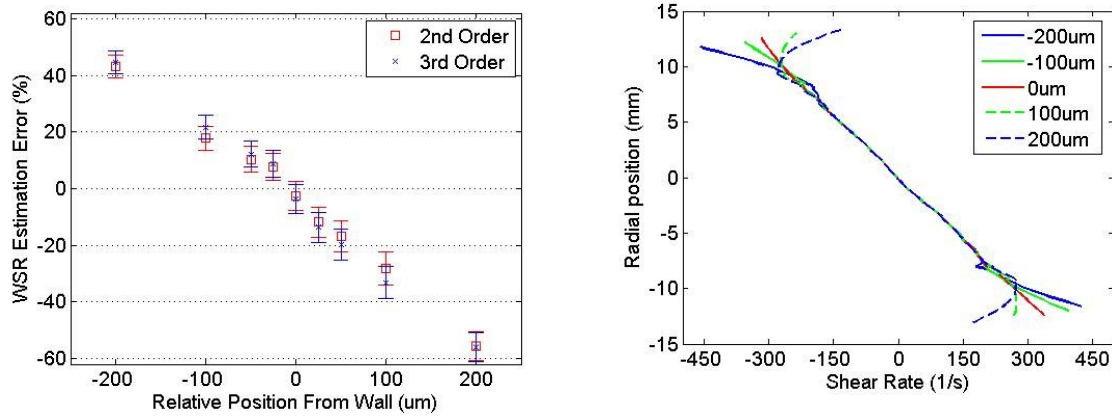 WSR Estimation Error (%)
60
40
20
0
-20
-40
-60
2nd Order
3rd Order
-200
-100
0
100
200
Relative Position From Wall (um)
Radial position (mm)
15
10
5
0
-5
-10
-15
-200um
-100um
0um
100um
200um
-450
-300
-150
0
150
300
450
Shear Rate (1/s)